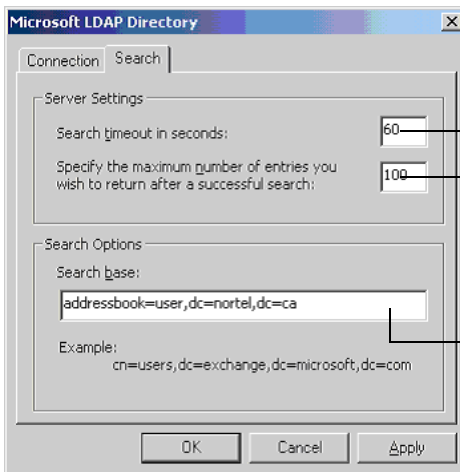 Microsoft LDAP Directory
Connection
Search
Server Settings
Search timeout in seconds:
60
Specify the maximum number of entries you
wish to return after a successful search:
100
Search Options
Search base:
addressbook=user,dc=nortel,dc=ca
Example:
cn=users,dc=exchange,dc=microsoft,dc=com
OK
Cancel
Apply